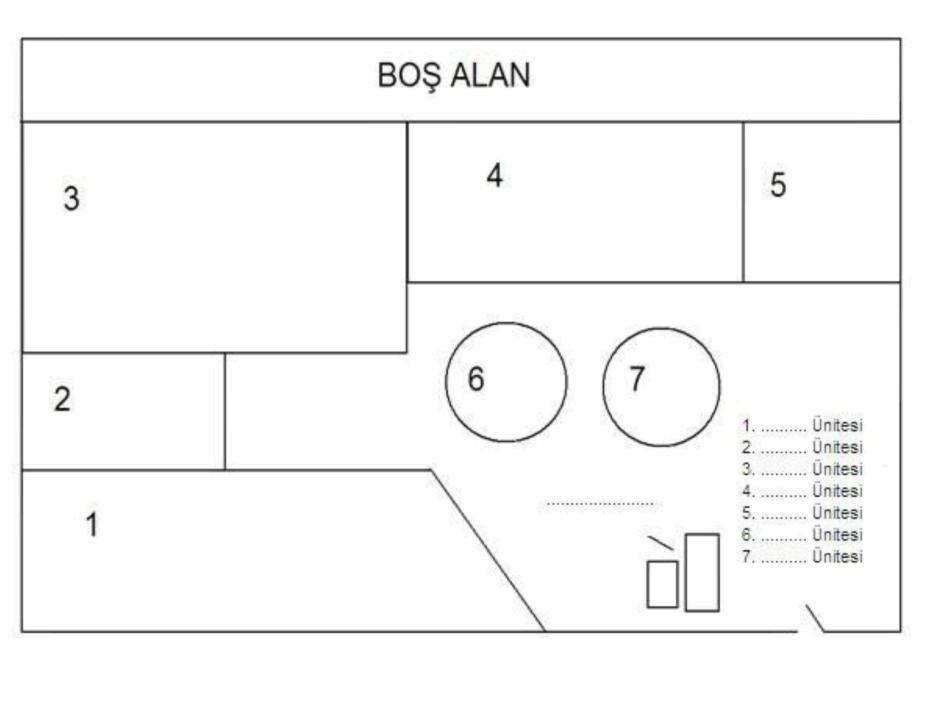 BOŞ ALAN
3
4
5
6
7
2
1
1. .......... Ünitesi
2. .......... Ünitesi
3. .......... Ünitesi
4. .......... Ünitesi
5. .......... Ünitesi
6. .......... Ünitesi
7. .......... Ünitesi
........................